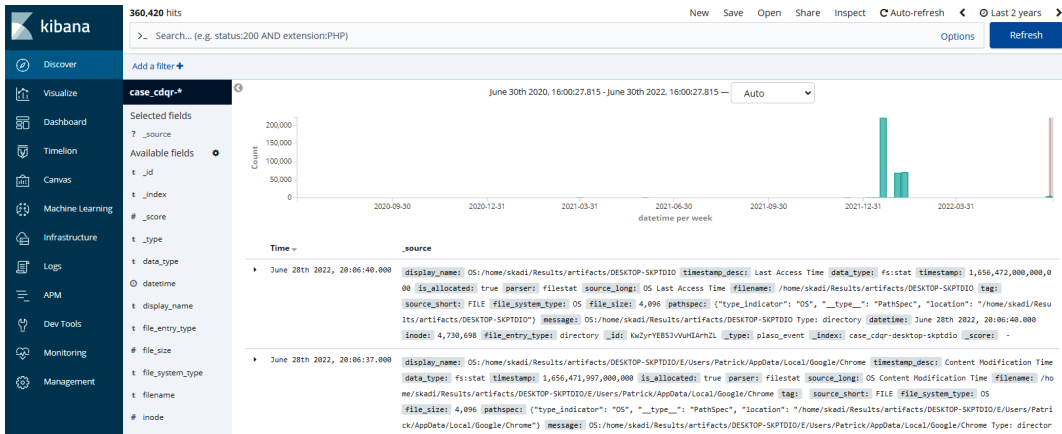 kibana
Discover
Visualize
Dashboard
Timelion
Canvas
Machine Learning
Infrastructure
Logs
APM
Dev Tools
Monitoring
Management
360,420 hits
New Save Open Share Inspect Auto-refresh Last 2 years
>_ Search... (e.g. status:200 AND extension:PHP) Options Refresh
Add a filter +
case_cdqr-*
Selected fields
? _source
Available fields
t _id
t _index
# _score
t _type
t data_type
datetime
t display_name
t file_entry_type
# file_size
t file_system_type
t filename
# inode
June 30th 2020, 16:00:27.815 - June 30th 2022, 16:00:27.815 — Auto
Count
200,000
150,000
100,000
50,000
0
2020-09-30 2020-12-31 2021-03-31 2021-06-30 2021-09-30 2021-12-31 2022-03-31
datetime per week
Time _source
June 28th 2022, 20:06:40.000 display_name: OS:/home/skadi/Results/artifacts/DESKTOP-SKPTDIO timestamp_desc: Last Access Time data_type: fs:stat timestamp: 1,656,472,000,000,0
00 is_allocated: true parser: filestat source_long: OS Last Access Time filename: /home/skadi/Results/artifacts/DESKTOP-SKPTDIO tag:
source_short: FILE file_system_type: OS file_size: 4,096 pathspec: {"type_indicator": "OS", "__type__": "PathSpec", "location": "/home/skadi/Resu
lts/artifacts/DESKTOP-SKPTDIO"} message: OS:/home/skadi/Results/artifacts/DESKTOP-SKPTDIO Type: directory datetime: June 28th 2022, 20:06:40.000
inode: 4,730,698 file_entry_type: directory _id: KwZyrYEBSJvVuHIArhZL _type: plaso_event _index: case_cdqr-desktop-skptdio _score: -
June 28th 2022, 20:06:37.000 display_name: OS:/home/skadi/Results/artifacts/DESKTOP-SKPTDIO/E/Users/Patrick/AppData/Local/Google/Chrome timestamp_desc: Content Modification Time
data_type: fs:stat timestamp: 1,656,471,997,000,000 is_allocated: true parser: filestat source_long: OS Content Modification Time filename: /ho
me/skadi/Results/artifacts/DESKTOP-SKPTDIO/E/Users/Patrick/AppData/Local/Google/Chrome tag: source_short: FILE file_system_type: OS
file_size: 4,096 pathspec: {"type_indicator": "OS", "__type__": "PathSpec", "location": "/home/skadi/Results/artifacts/DESKTOP-SKPTDIO/E/Users/Patri
ck/AppData/Local/Google/Chrome"} message: OS:/home/skadi/Results/artifacts/DESKTOP-SKPTDIO/E/Users/Patrick/AppData/Local/Google/Chrome Type: director